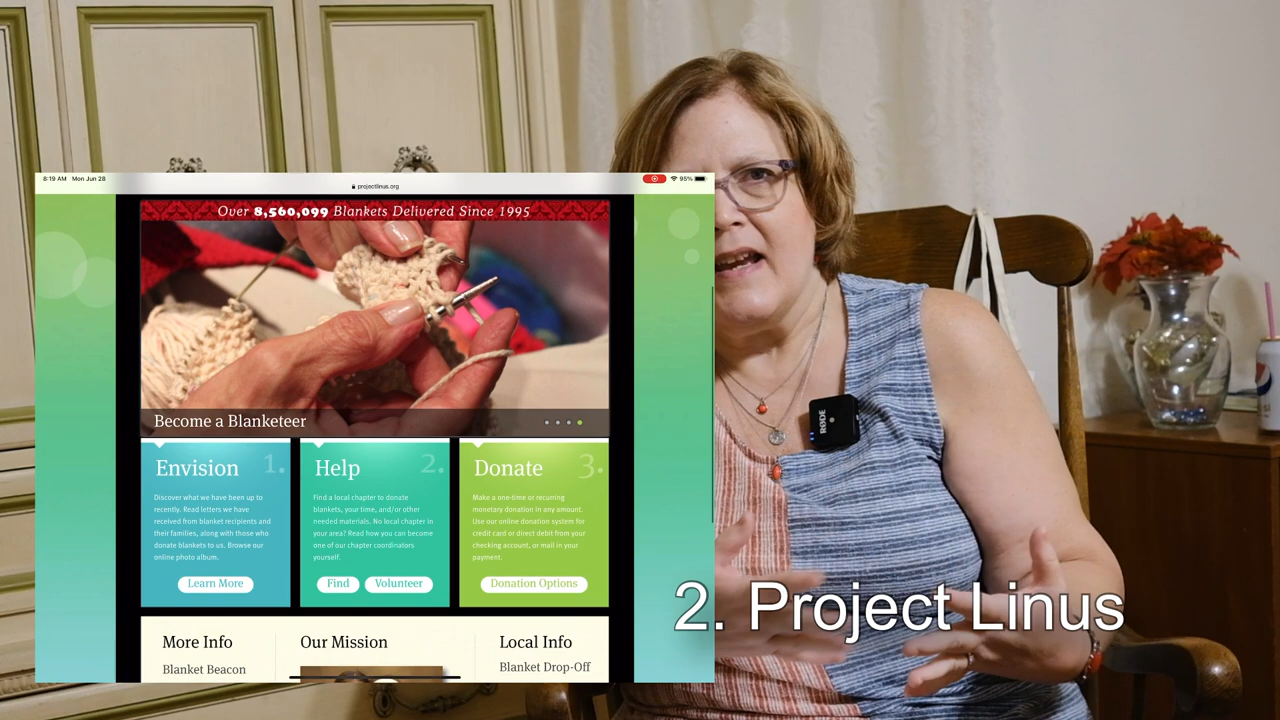 8:19 AM Mon Jun 28
projectlinus.org
95%
Over 8,560,099 Blankets Delivered Since 1995
Become a Blanketeer
Envision 1.
Discover what we have been up to
recently. Read letters we have
received from blanket recipients and
their families, along with those who
donate blankets to us. Browse our
online photo album.
Learn More
Help 2.
Find a local chapter to donate
blankets, your time, and/or other
needed materials. No local chapter in
your area? Read how you can become
one of our chapter coordinators
yourself.
Find Volunteer
Donate 3.
Make a one-time or recurring
monetary donation in any amount.
Use our online donation system for
credit card or direct debit from your
checking account, or mail in your
payment.
Donation Options
More Info
Blanket Beacon
Our Mission
Local Info
Blanket Drop-Off
RØDE
2. Project Linus